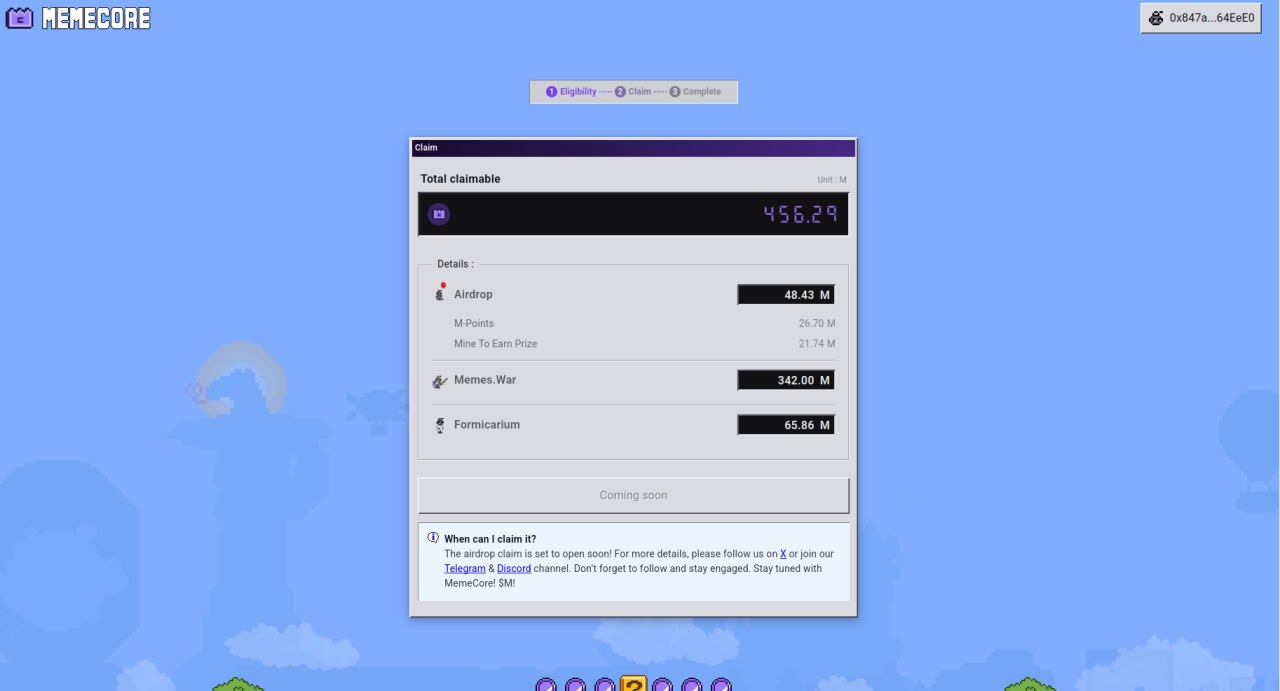 MEMECORE
0x847a...64EeE0
1 Eligibility ····· 2 Claim ····· 3 Complete
Claim
Total claimable
Unit : M
456.29
Details :
Airdrop
48.43 M
M-Points
26.70 M
Mine To Earn Prize
21.74 M
Memes.War
342.00 M
Formicarium
65.86 M
Coming soon
When can I claim it?
The airdrop claim is set to open soon! For more details, please follow us on X or join our
Telegram & Discord channel. Don't forget to follow and stay engaged. Stay tuned with
MemeCore! $M!
?